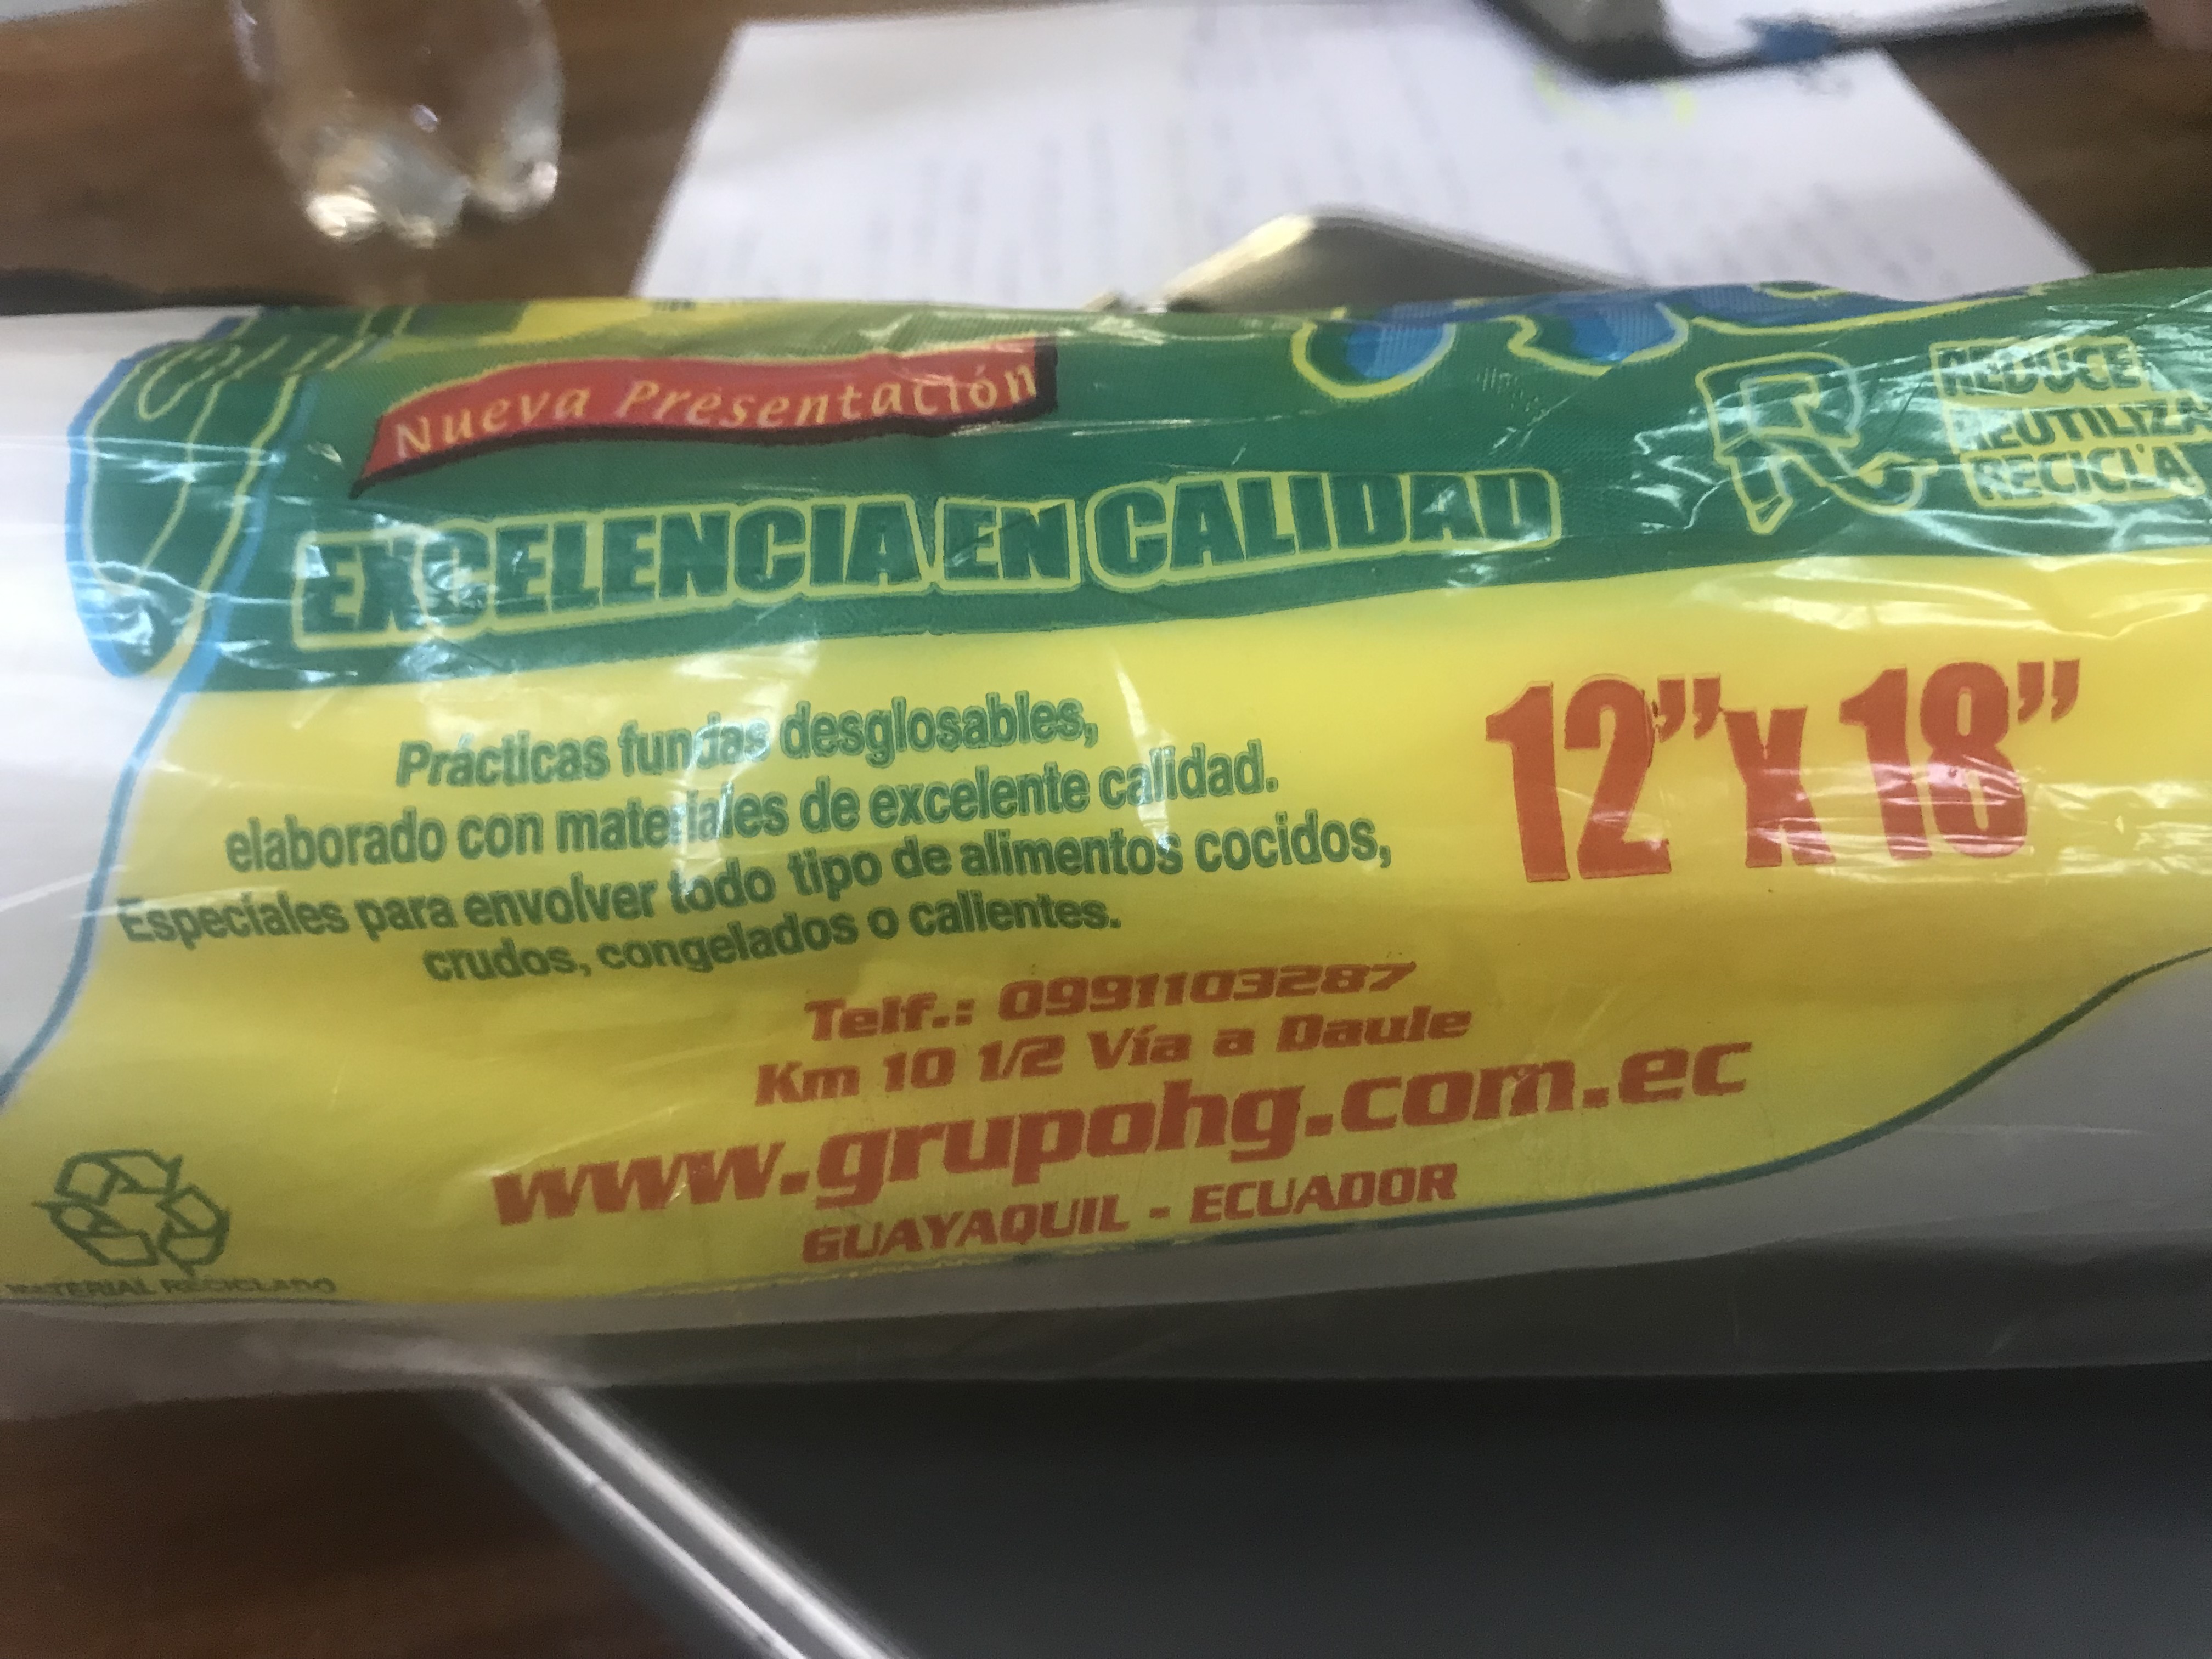 Nueva Presentación
EXCELENCIA EN CALIDAD
R
REDUCE
REUTILIZA
RECICLA
Prácticas fundas desglosables,
elaborado con materiales de excelente calidad.
Especiales para envolver todo tipo de alimentos cocidos,
crudos, congelados o calientes.
12"X 18"
Telf.: 0991103287
Km 10 1/2 Vía a Daule
www.grupohg.com.ec
GUAYAQUIL - ECUADOR
MATERIAL RECICLADO